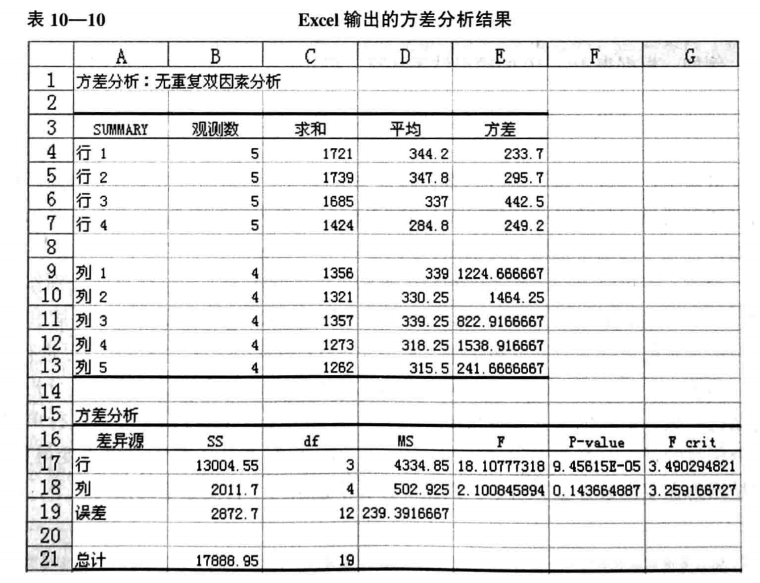 表 10—10 Excel 输出的方差分析结果
A B C D E F G
1 方差分析：无重复双因素分析
2
3 SUMMARY 观测数 求和 平均 方差
4 行 1 5 1721 344.2 233.7
5 行 2 5 1739 347.8 295.7
6 行 3 5 1685 337 442.5
7 行 4 5 1424 284.8 249.2
8
9 列 1 4 1356 339 1224.666667
10 列 2 4 1321 330.25 1464.25
11 列 3 4 1357 339.25 822.9166667
12 列 4 4 1273 318.25 1538.916667
13 列 5 4 1262 315.5 241.6666667
14
15 方差分析
16 差异源 SS df MS F P-value F crit
17 行 13004.55 3 4334.85 18.10777318 9.45615E-05 3.490294821
18 列 2011.7 4 502.925 2.100845894 0.143664887 3.259166727
19 误差 2872.7 12 239.3916667
20
21 总计 17888.95 19